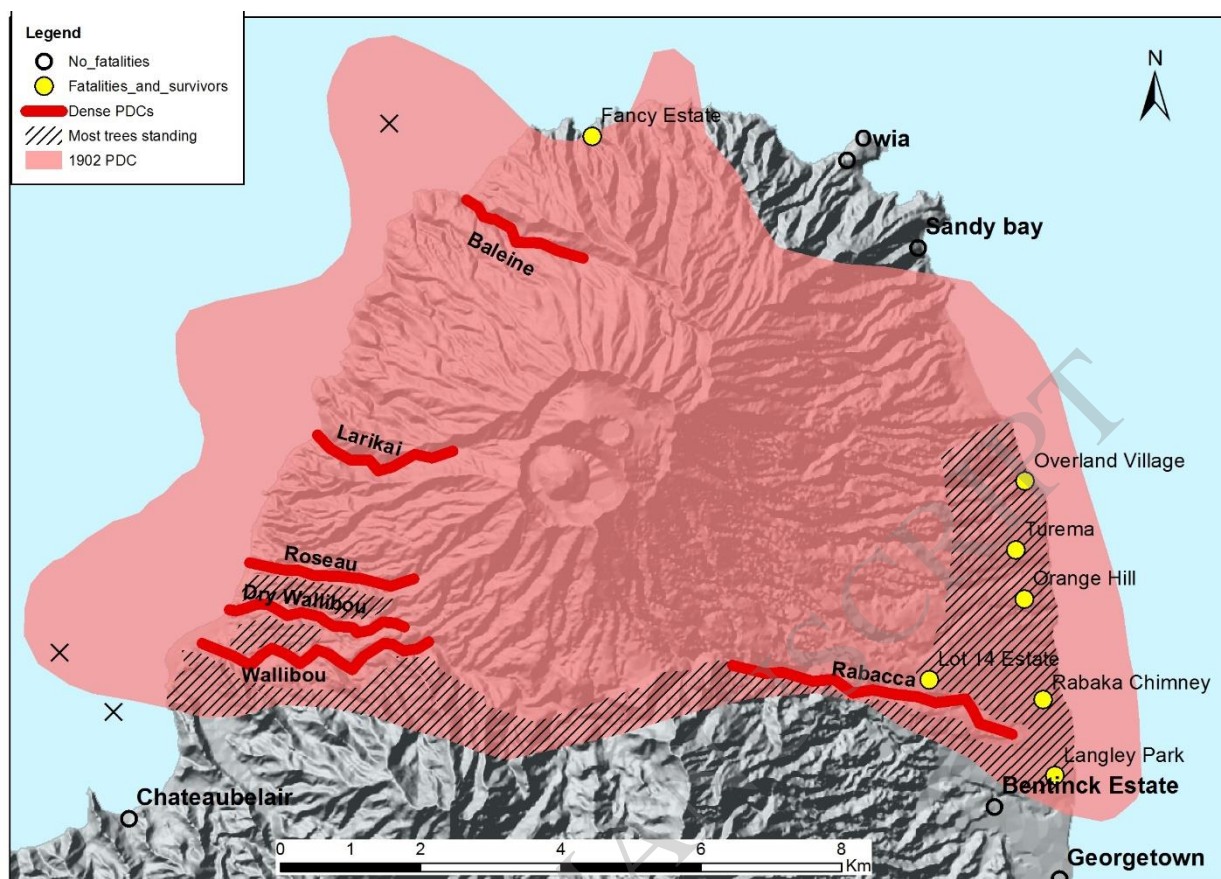 Legend
No_fatalities
Fatalities_and_survivors
Dense PDCs
Most trees standing
1902 PDC
N
Fancy Estate
Owia
Sandy bay
Baleine
Larikai
Overland Village
Turema
Roseau
Orange Hill
Dry Wallibou
Wallibou
Rabacca
Lot 14 Estate
Rabaka Chimney
Langley Park
Bentinck Estate
Chateaubelair
0 1 2 4 6 8
Km
Georgetown